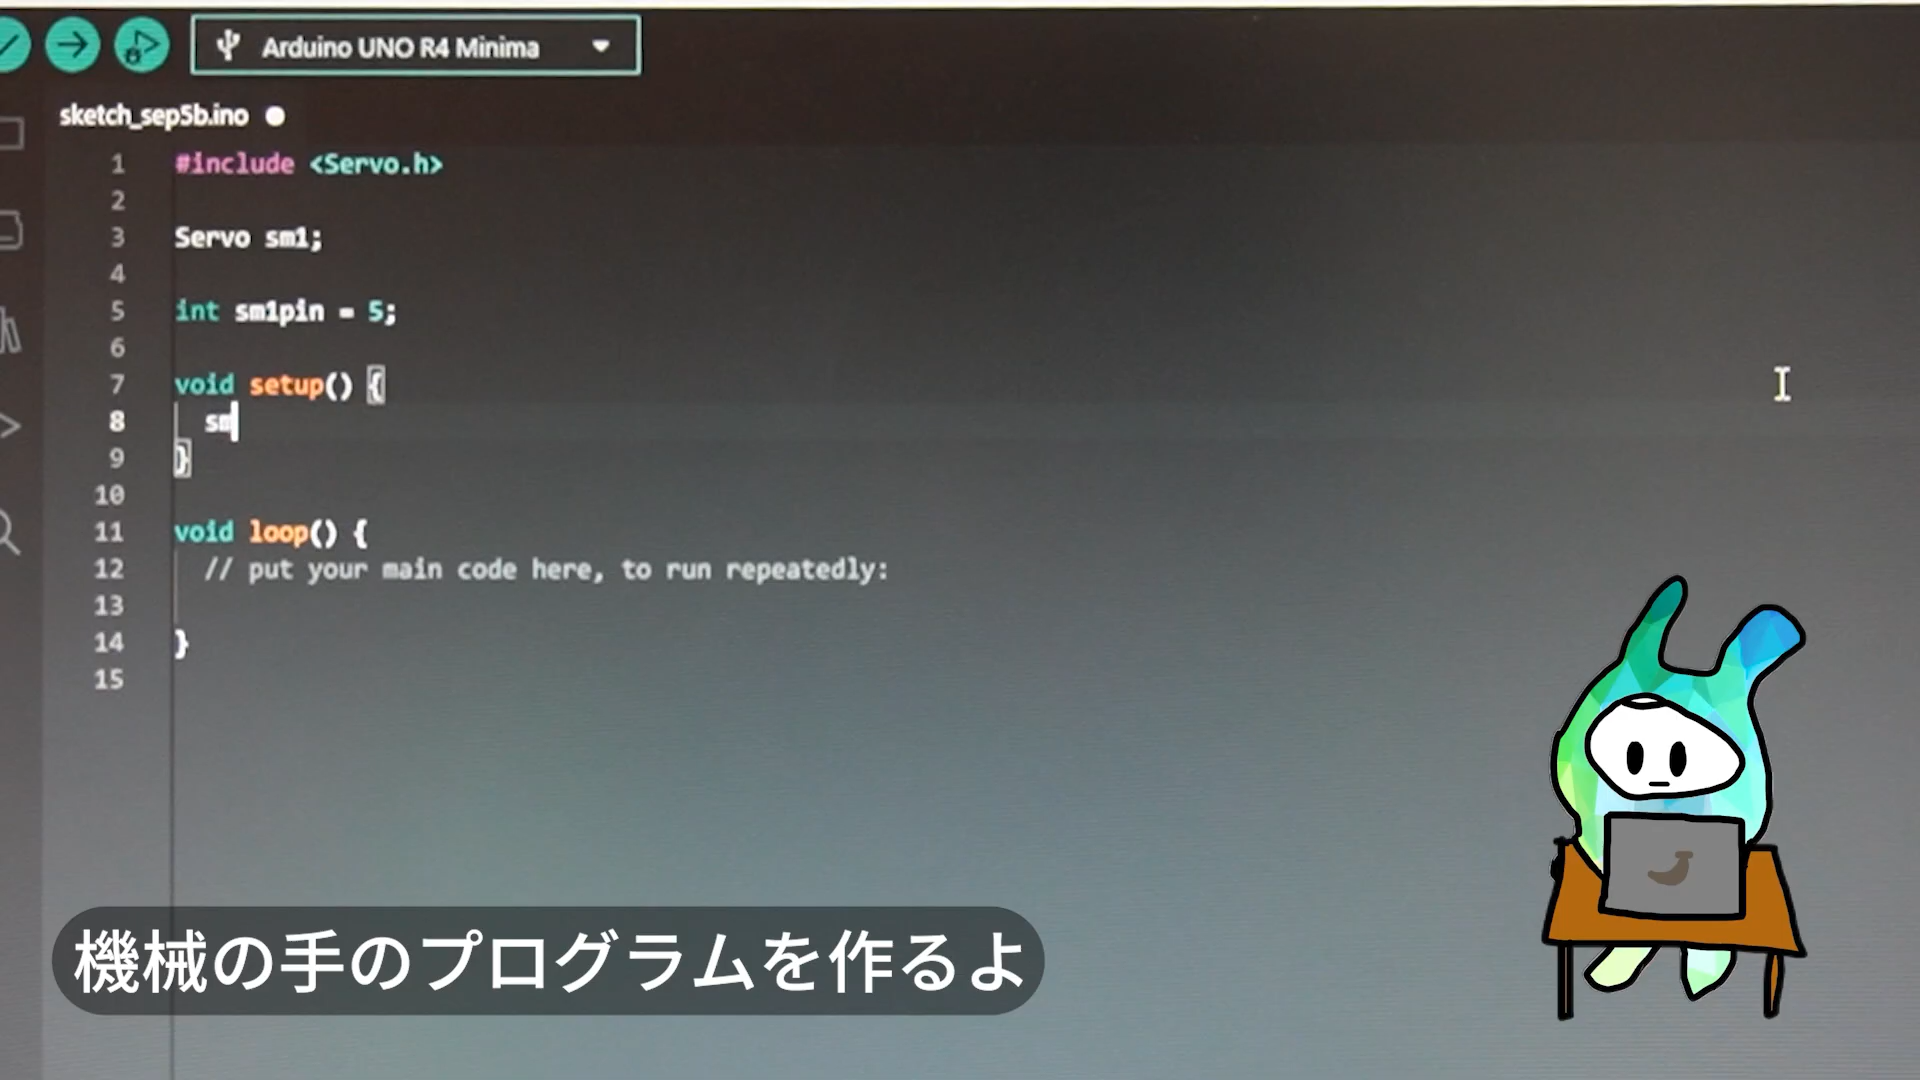 Arduino UNO R4 Minima
sketch_sep5b.ino
1 #include <Servo.h>
2
3 Servo sm1;
4
5 int sm1pin = 5;
6
7 void setup() {
8 sm
9 }
10
11 void loop() {
12 // put your main code here, to run repeatedly:
13
14 }
15
機械の手のプログラムを作るよ